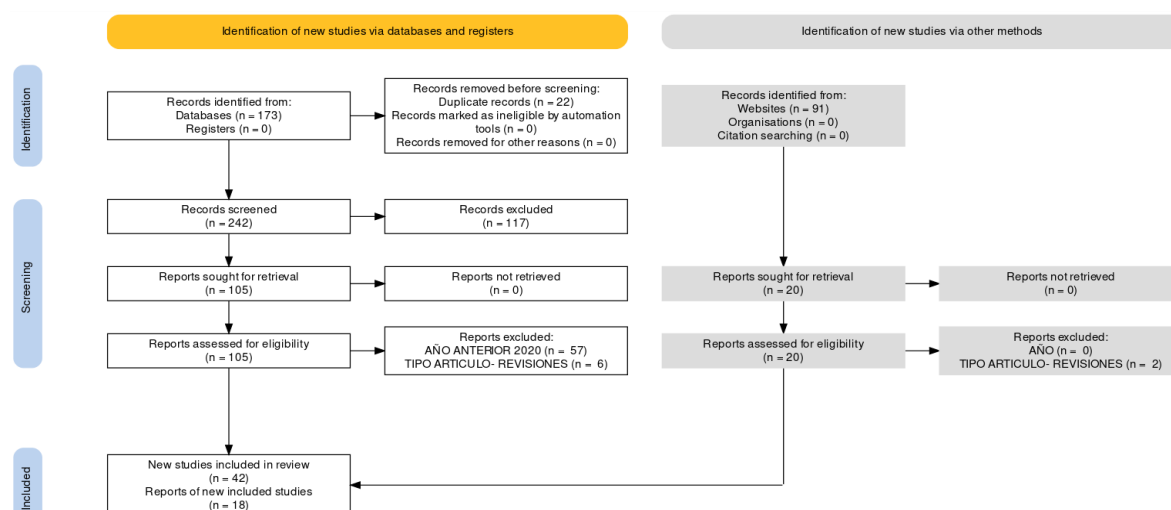 Identification of new studies via databases and registers
Identification of new studies via other methods
Identification
Records identified from:
Databases (n = 173)
Registers (n = 0)
Records removed before screening:
Duplicate records (n = 22)
Records marked as ineligible by automation
tools (n = 0)
Records removed for other reasons (n = 0)
Records identified from:
Websites (n = 91)
Organisations (n = 0)
Citation searching (n = 0)
Screening
Records screened
(n = 242)
Records excluded
(n = 117)
Reports sought for retrieval
(n = 105)
Reports not retrieved
(n = 0)
Reports sought for retrieval
(n = 20)
Reports not retrieved
(n = 0)
Reports assessed for eligibility
(n = 105)
Reports excluded:
AÑO ANTERIOR 2020 (n = 57)
TIPO ARTICULO- REVISIONES (n = 6)
Reports assessed for eligibility
(n = 20)
Reports excluded:
AÑO (n = 0)
TIPO ARTICULO- REVISIONES (n = 2)
Included
New studies included in review
(n = 42)
Reports of new included studies
(n = 18)